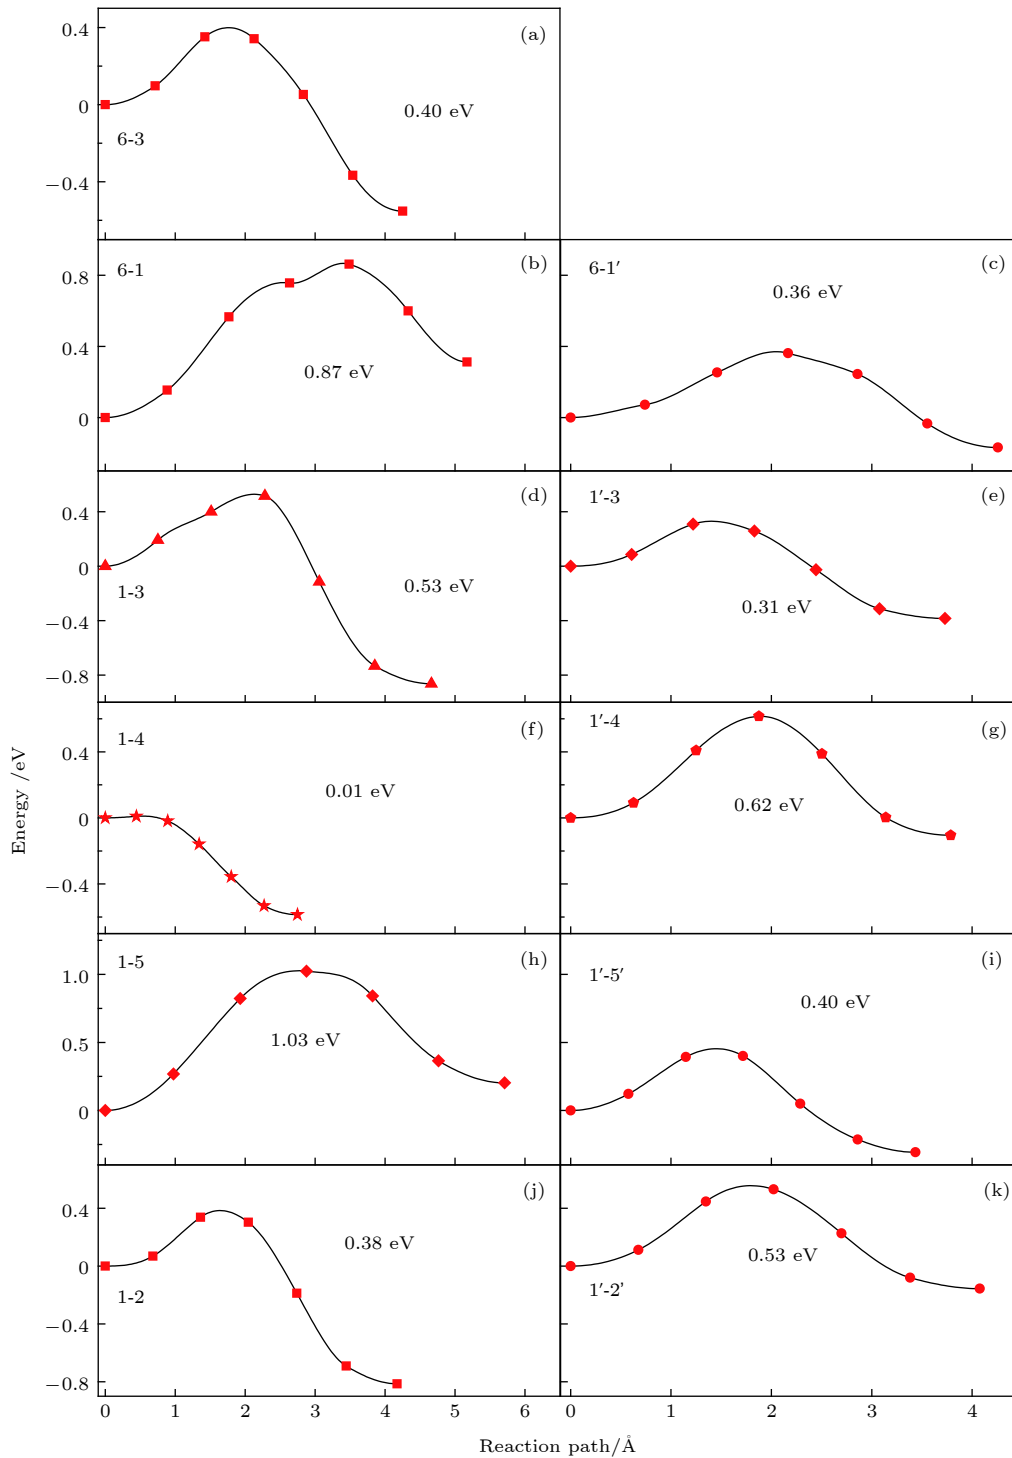 (a)
0.4
0
−0.4
6-3
0.40 eV
(b)
6-1
0.8
0.4
0
0.87 eV
(c)
6-1′
0.36 eV
(d)
0.4
0
−0.4
−0.8
1-3
0.53 eV
(e)
1′-3
0.31 eV
(f)
1-4
0.4
0
−0.4
0.01 eV
(g)
1′-4
0.62 eV
Energy /eV
(h)
1-5
1.0
0.5
0
1.03 eV
(i)
1′-5′
0.40 eV
(j)
0.4
0
−0.4
−0.8
1-2
0.38 eV
(k)
1′-2'
0.53 eV
0 1 2 3 4 5 6
0 1 2 3 4
Reaction path/Å